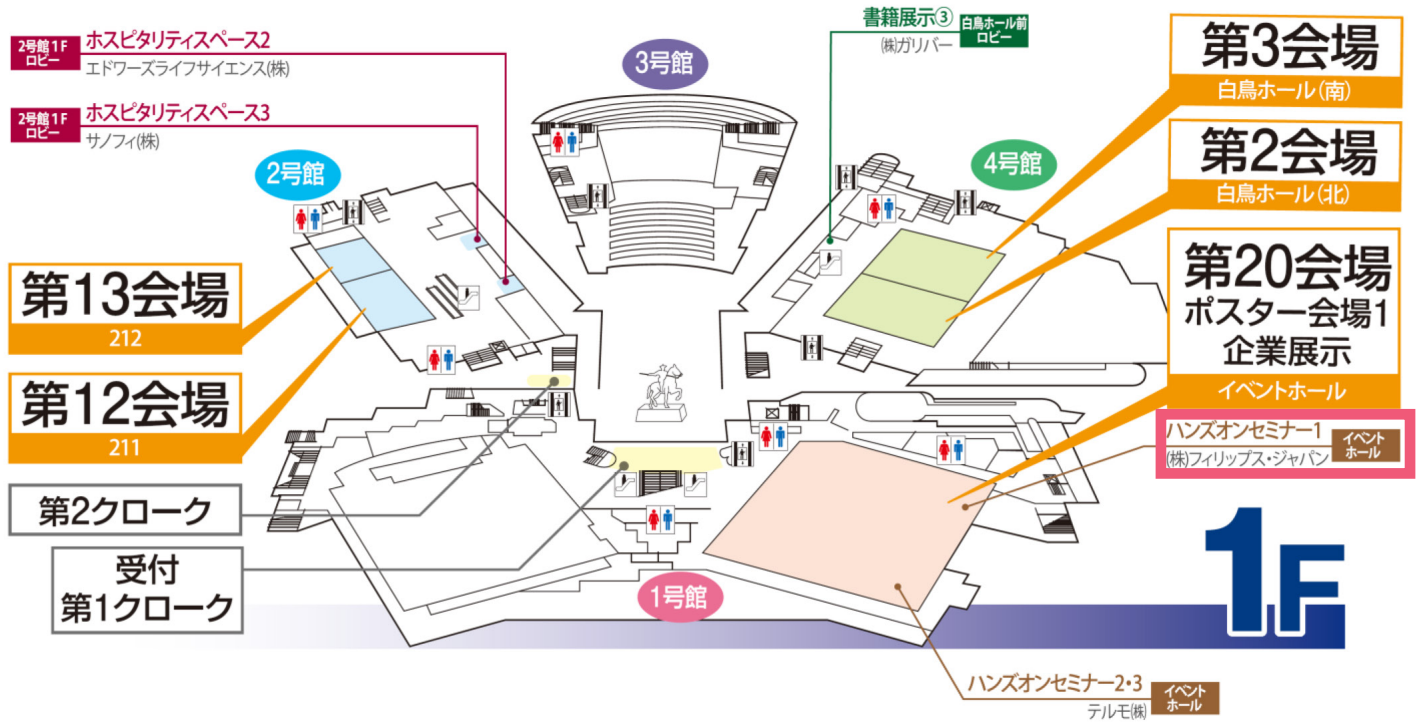 2号館1F
ロビー
ホスピタリティスペース2
エドワーズライフサイエンス(株)
2号館1F
ロビー
ホスピタリティスペース3
サノフィ(株)
3号館
書籍展示③
(株)ガリバー
白鳥ホール前
ロビー
第3会場
白鳥ホール(南)
2号館
4号館
第2会場
白鳥ホール(北)
第13会場
212
第20会場
ポスター会場1
企業展示
イベントホール
第12会場
211
ハンズオンセミナー1
(株)フィリップス・ジャパン
イベント
ホール
第2クローク
受付
第1クローク
1号館
1F
ハンズオンセミナー2・3
テルモ(株)
イベント
ホール